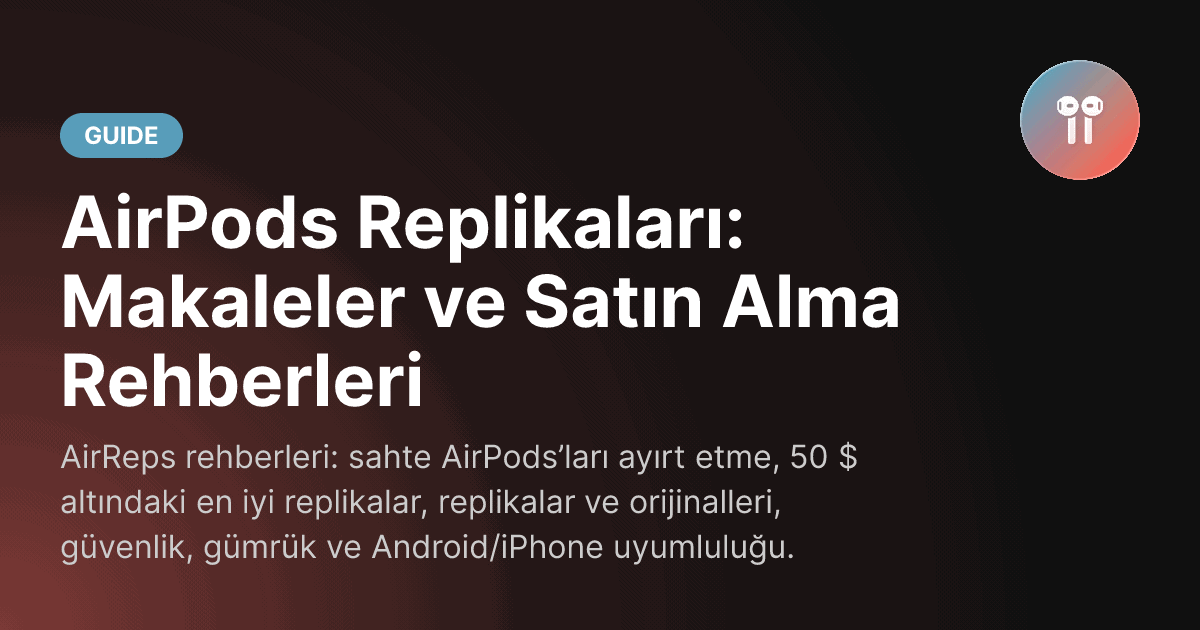 GUIDE
AirPods Replikaları:
Makaleler ve Satın Alma
Rehberleri
AirReps rehberleri: sahte AirPods’ları ayırt etme, 50 $
altındaki en iyi replikalar, replikalar ve orijinalleri,
güvenlik, gümrük ve Android/iPhone uyumluluğu.